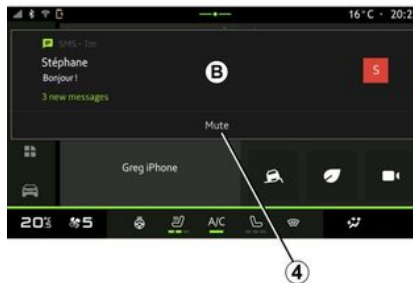 16°C · 20:2
SMS · 7m
Stéphane
Bonjour !
3 new messages
B
S
Mute
Greg iPhone
20.5
5
A/C
4